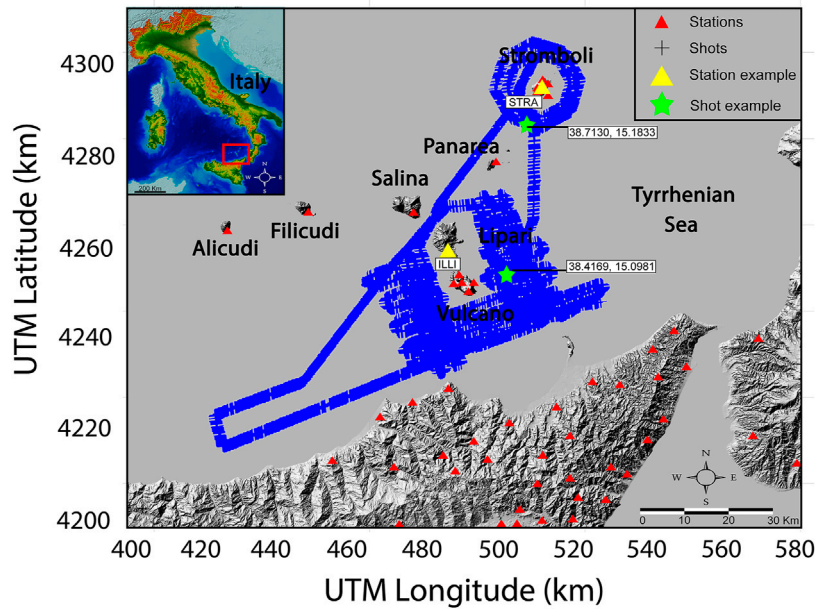 Italy
200 Km
N
W
E
S
Stations
Shots
Station example
Shot example
Stromboli
STRA
38.7130, 15.1833
Panarea
Salina
Filicudi
Alicudi
Tyrrhenian
Sea
Lipari
ILLI
38.4169, 15.0981
Vulcano
N
W
E
S
0
10
20
30 Km
4300
4280
4260
4240
4220
4200
UTM Latitude (km)
400
420
440
460
480
500
520
540
560
580
UTM Longitude (km)